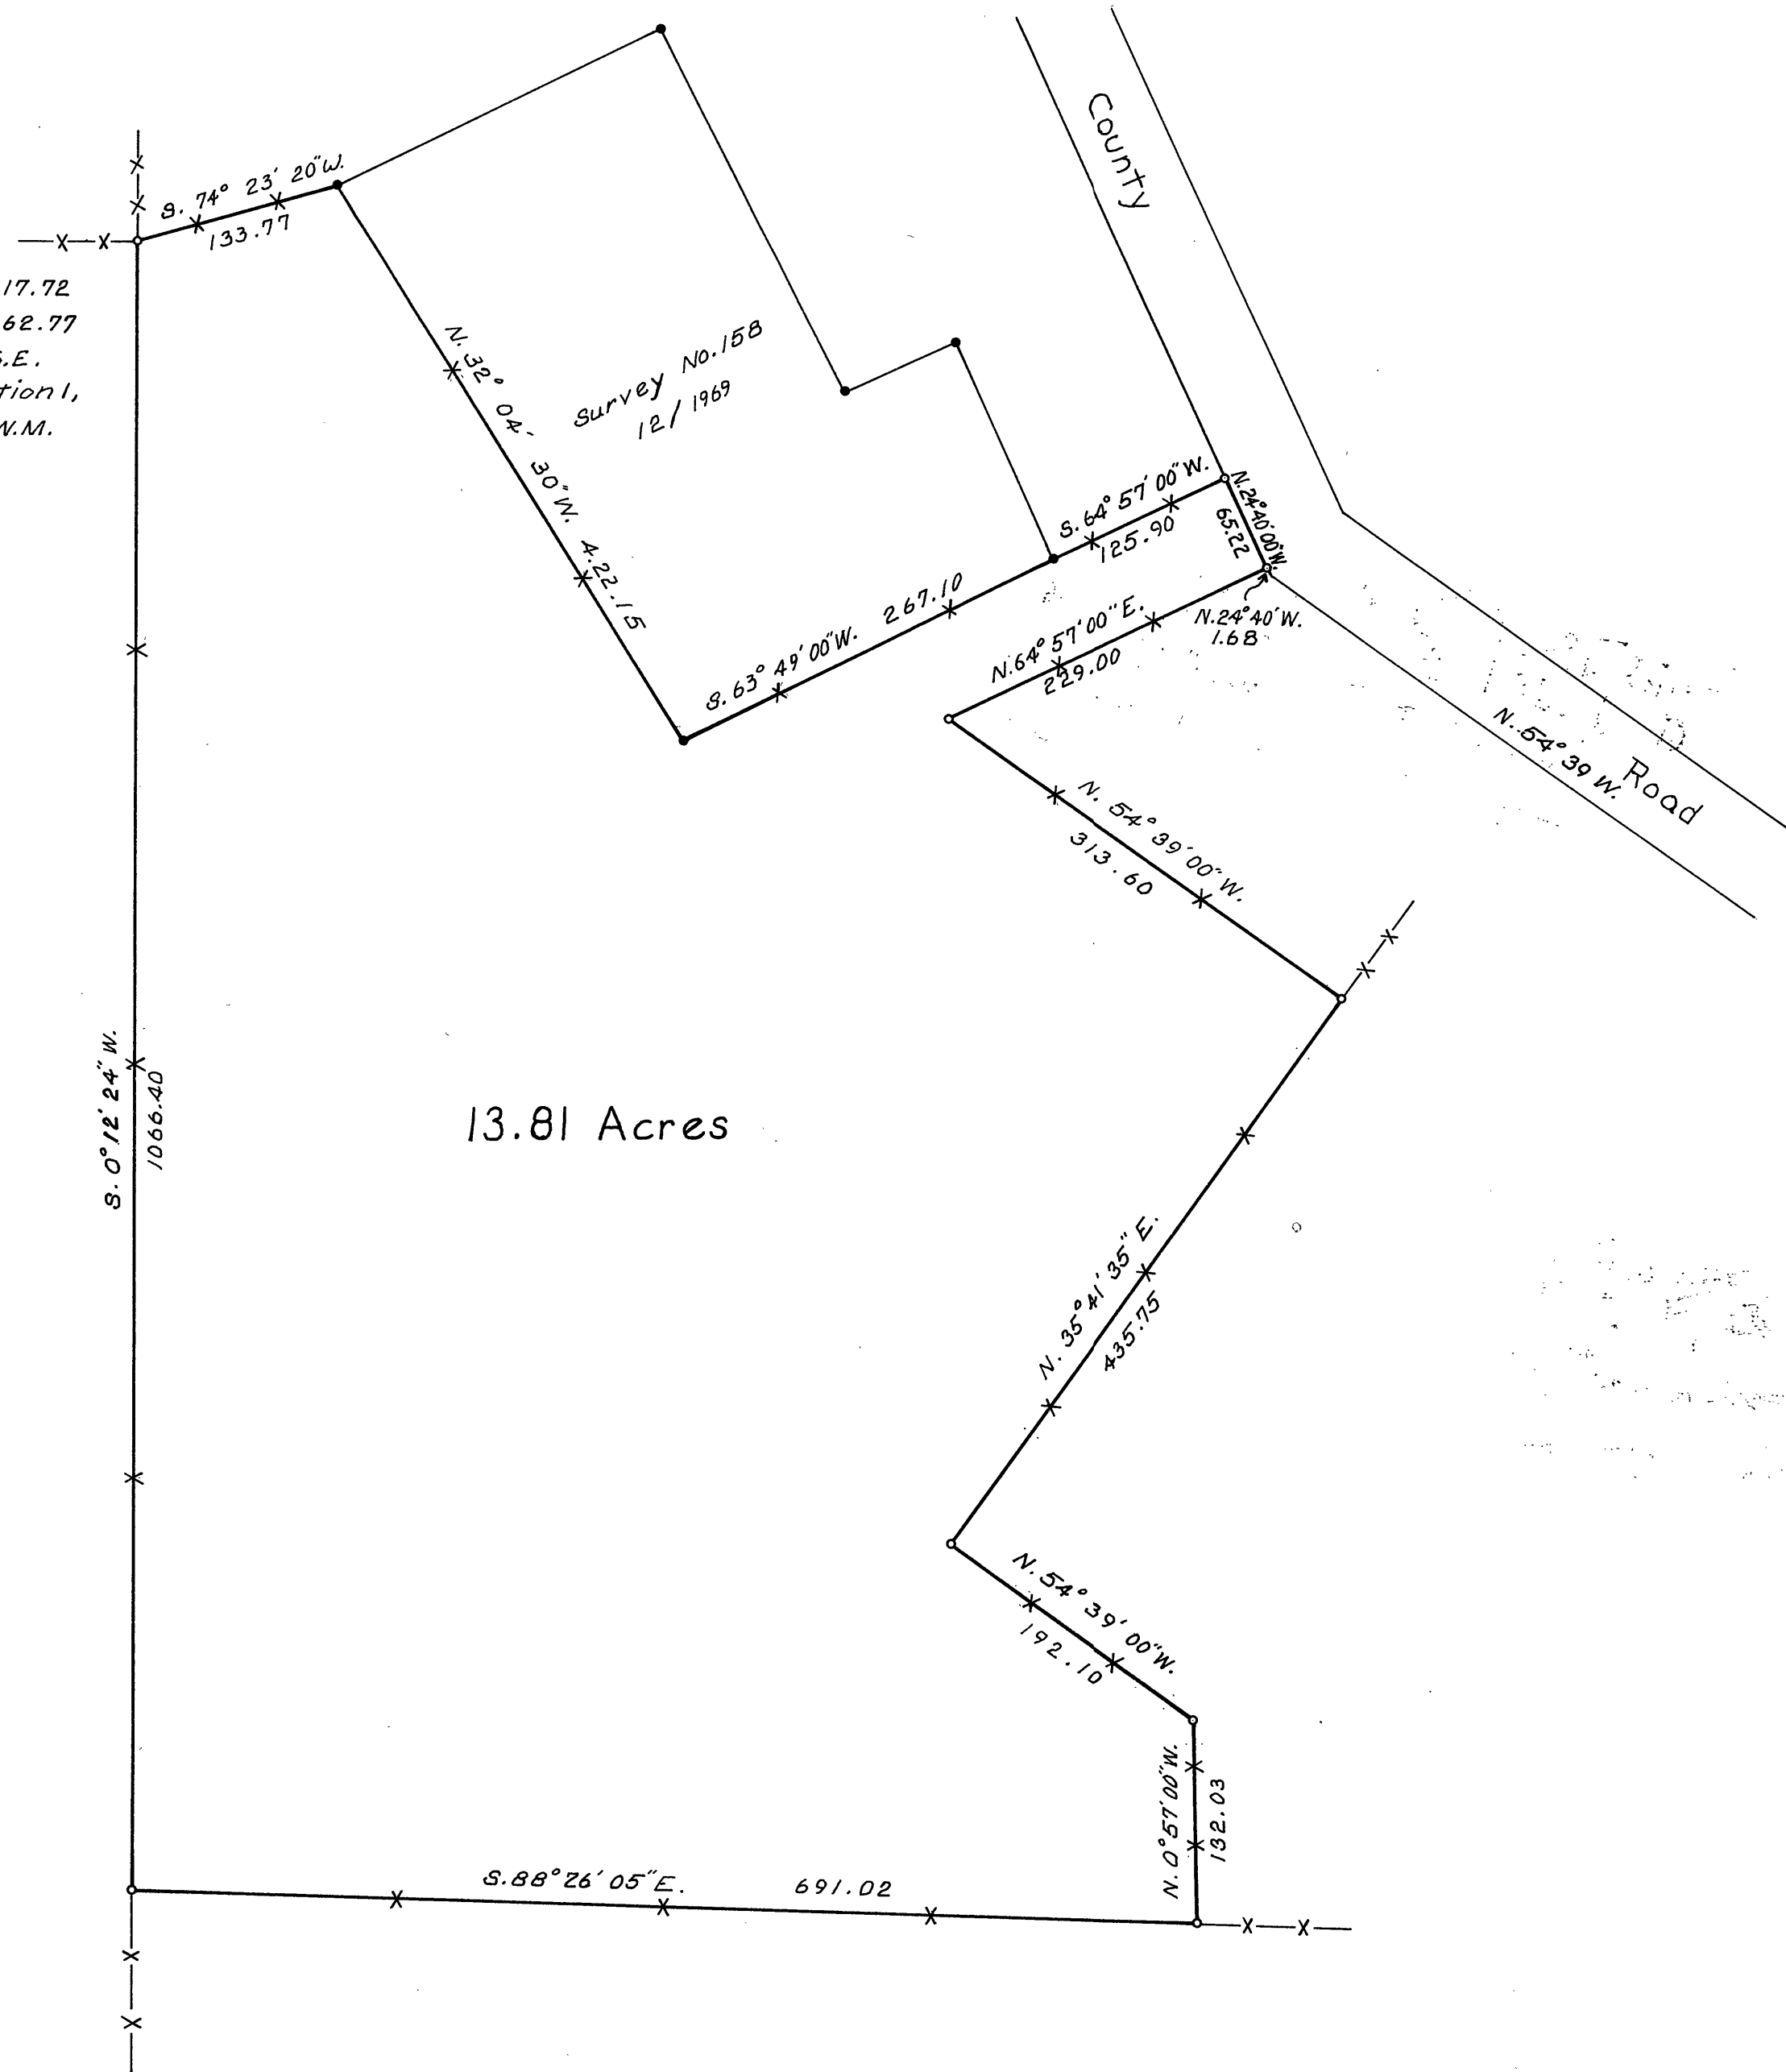 County
S. 74° 23' 20" W.
133.77
17.72
62.77
S.E.
tion 1,
W.M.
N. 32° 04' 30" W. 422.15
Survey No. 158
12/1969
S. 64° 57' 00" W.
125.90
N. 24° 40' 00" W.
65.22
S. 63° 49' 00" W. 267.10
N. 64° 57' 00" E.
229.00
N. 24° 40' W.
1.68
N. 54° 39 W.
Road
N. 54° 39' 00" W.
313.60
S. 0° 12' 24" W.
1066.40
13.81 Acres
N. 35° 41' 35" E.
435.75
N. 54° 39' 00" W.
192.10
N. 0° 57' 00" W.
132.03
S. 88° 26' 05" E. 691.02